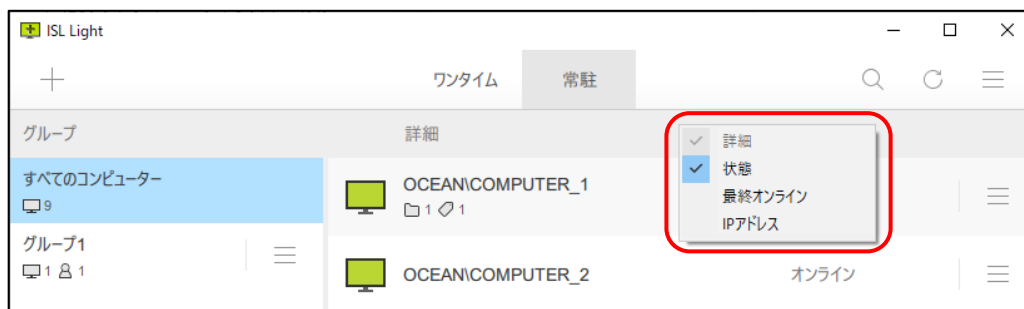 ISL Light
ワンタイム 常駐
グループ 詳細
詳細
状態
最終オンライン
IPアドレス
すべてのコンピューター
9
OCEAN\COMPUTER_1
1 1
グループ1
1 1
OCEAN\COMPUTER_2 オンライン